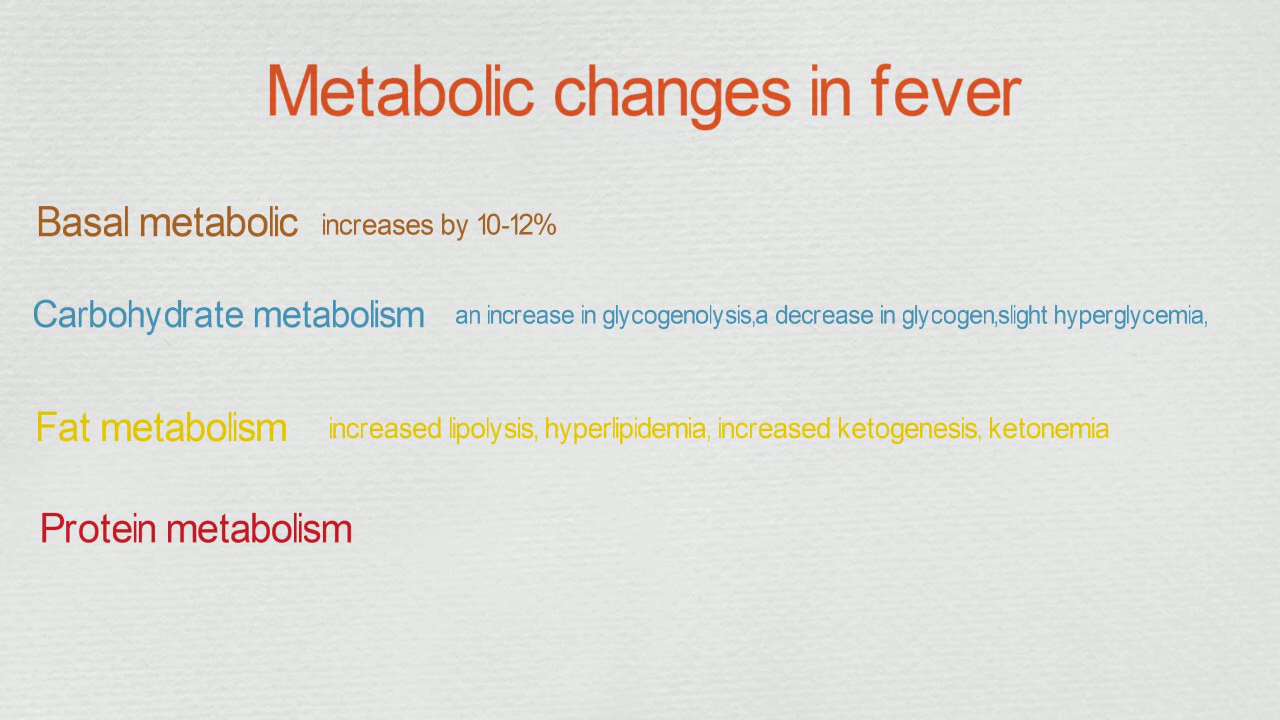 Metabolic changes in fever
Basal metabolic increases by 10-12%
Carbohydrate metabolism an increase in glycogenolysis,a decrease in glycogen,slight hyperglycemia,
Fat metabolism increased lipolysis, hyperlipidemia, increased ketogenesis, ketonemia
Protein metabolism